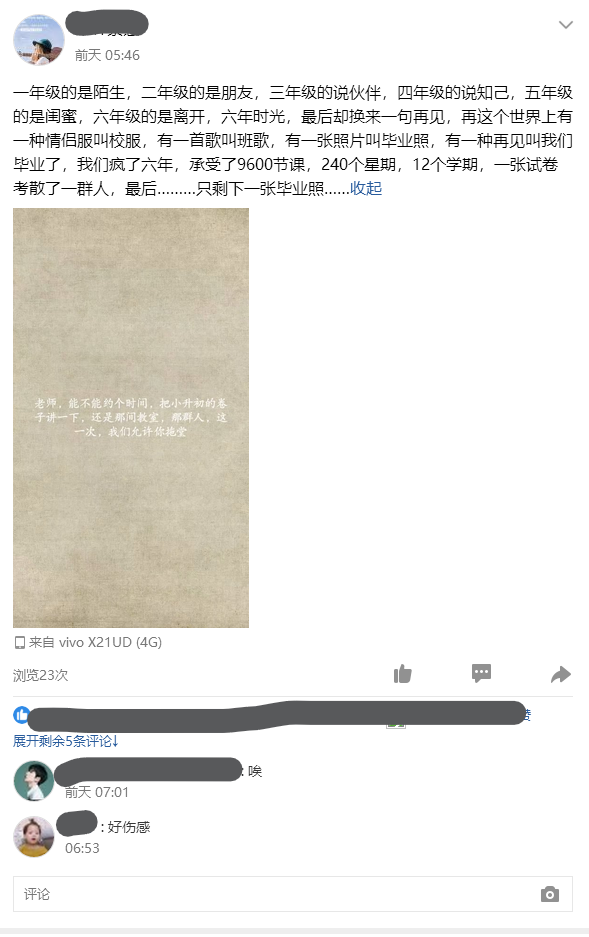 前天 05:46
一年级的是陌生，二年级的是朋友，三年级的说伙伴，四年级的说知己，五年级
的是闺蜜，六年级的是离开，六年时光，最后却换来一句再见，再这个世界上有
一种情侣服叫校服，有一首歌叫班歌，有一张照片叫毕业照，有一种再见叫我们
毕业了，我们疯了六年，承受了9600节课，240个星期，12个学期，一张试卷
考散了一群人，最后………只剩下一张毕业照……收起
老师，能不能约个时间，把小升初的卷
子讲一下，还是那间教室，那群人，这
一次，我们允许你拖堂
来自 vivo X21UD (4G)
浏览23次
赞
展开剩余5条评论↓
: 唉
前天 07:01
: 好伤感
06:53
评论